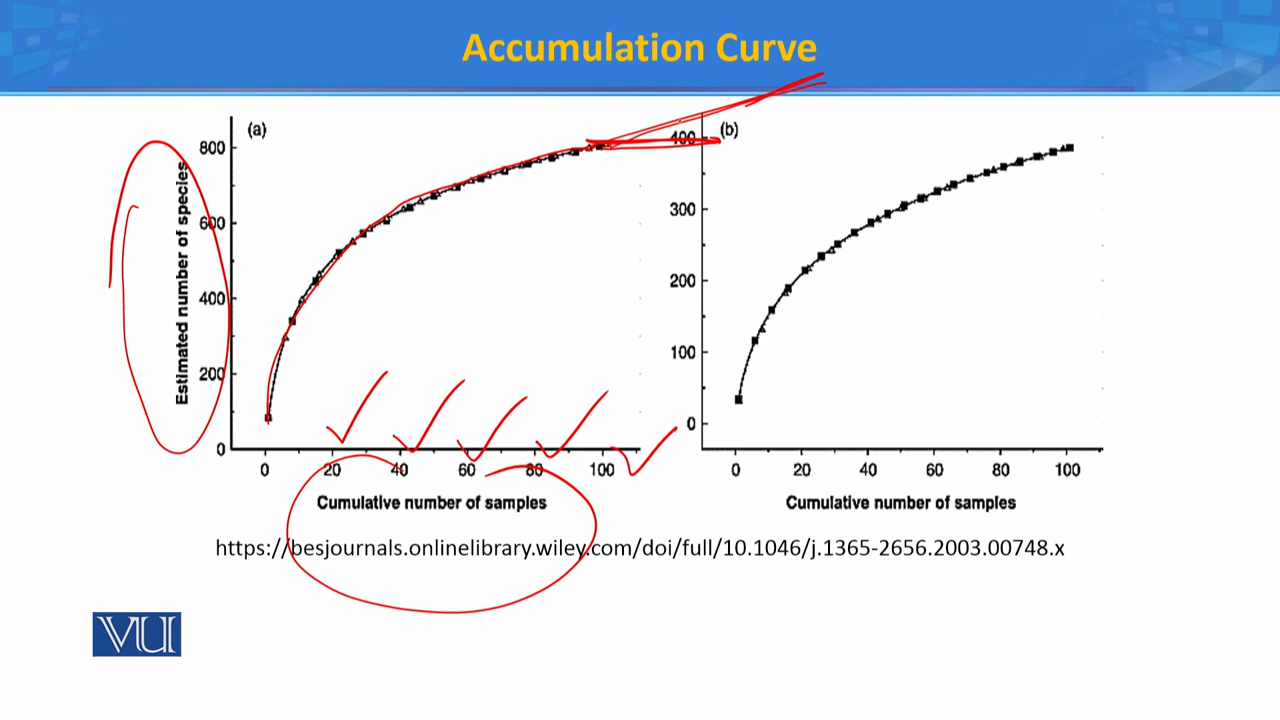 Accumulation Curve
(a)
Estimated number of species
800
600
400
200
0
0 20 40 60 80 100
Cumulative number of samples
(b)
400
300
200
100
0
0 20 40 60 80 100
Cumulative number of samples
https://besjournals.onlinelibrary.wiley.com/doi/full/10.1046/j.1365-2656.2003.00748.x
VU